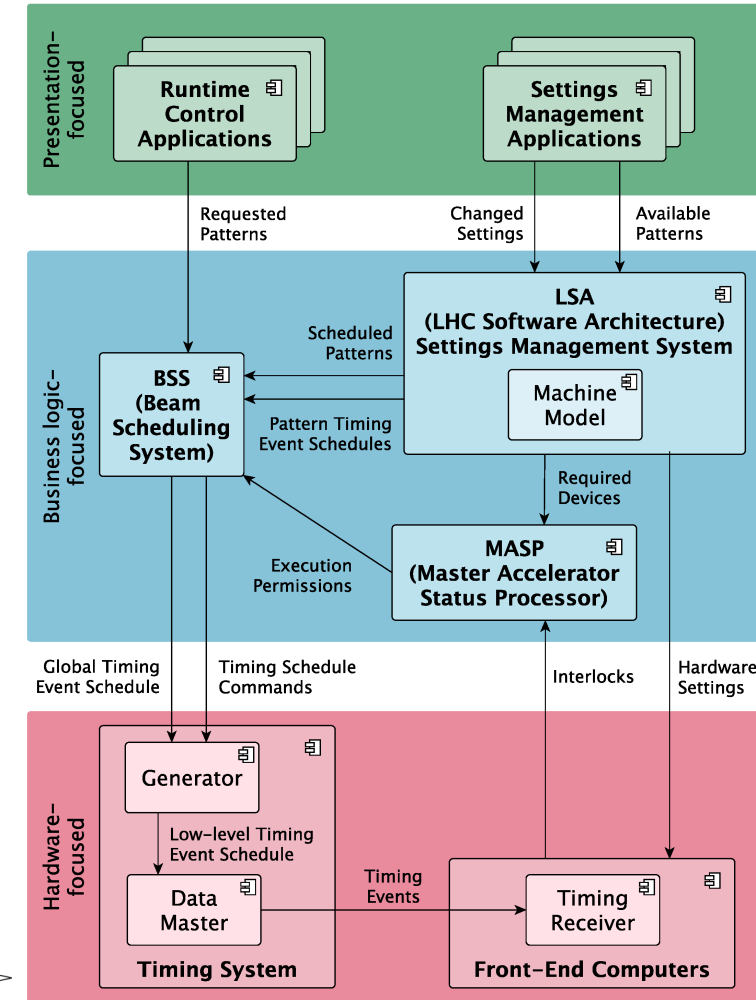 Presentation–
focused
Runtime
Control
Applications
Settings
Management
Applications
Requested
Patterns
Changed
Settings
Available
Patterns
Business logic–
focused
LSA
(LHC Software Architecture)
Settings Management System
Machine
Model
Scheduled
Patterns
BSS
(Beam
Scheduling
System)
Pattern Timing
Event Schedules
Required
Devices
MASP
(Master Accelerator
Status Processor)
Execution
Permissions
Global Timing
Event Schedule
Timing Schedule
Commands
Interlocks
Hardware
Settings
Hardware–
focused
Generator
Low-level Timing
Event Schedule
Data
Master
Timing System
Timing
Events
Timing
Receiver
Front–End Computers